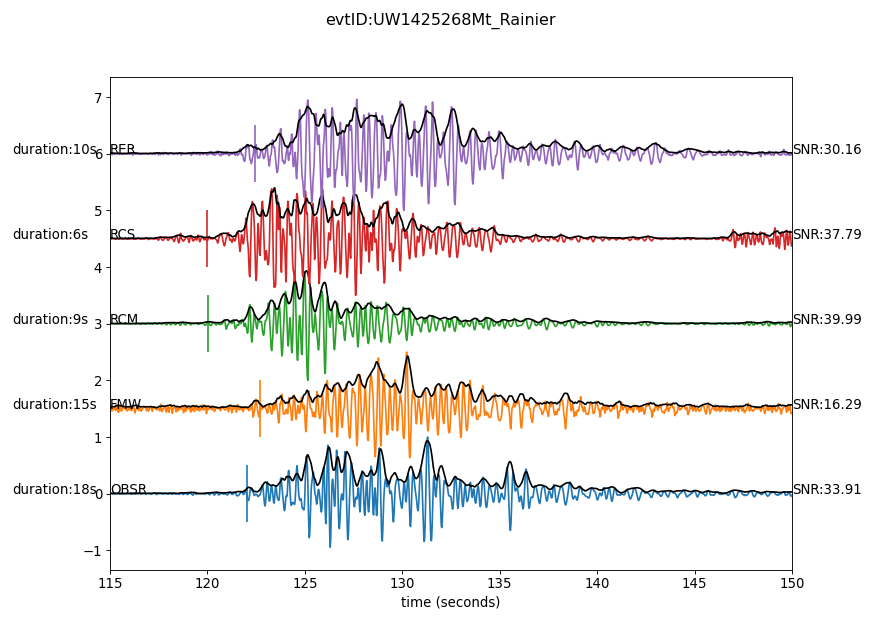 evtID:UW1425268Mt_Rainier
7
duration:10s RER SNR:30.16
6
5
duration:6s RCS SNR:37.79
4
duration:9s RCM SNR:39.99
3
2
duration:15s FMW SNR:16.29
1
duration:18s OBSR SNR:33.91
0
−1
115 120 125 130 135 140 145 150
time (seconds)